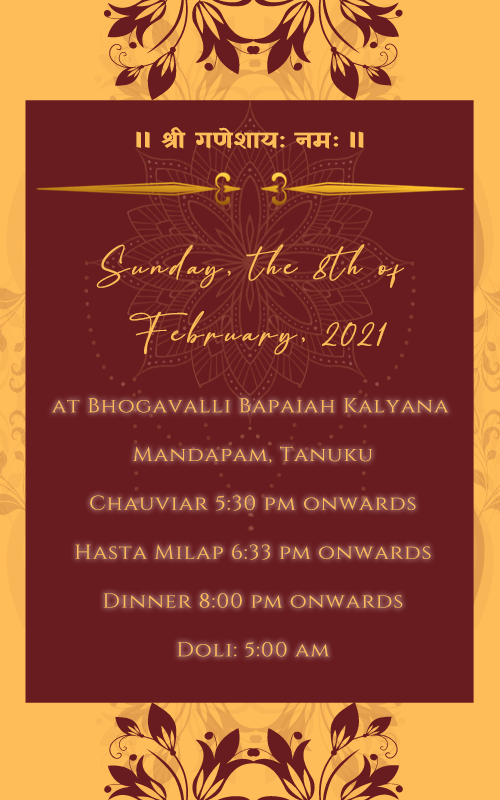 ॥ श्री गणेशायः नमः ॥
Sunday, the 8th of
February, 2021
at Bhogavalli Bapaiah Kalyana
Mandapam, Tanuku
Chauviar 5:30 pm onwards
Hasta Milap 6:33 pm onwards
Dinner 8:00 pm onwards
Doli: 5:00 am